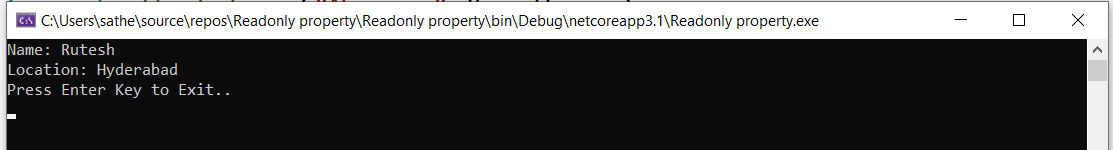 C:\Users\sathe\source\repos\Readonly property\Readonly property\bin\Debug\netcoreapp3.1\Readonly property.exe
Name: Rutesh
Location: Hyderabad
Press Enter Key to Exit..